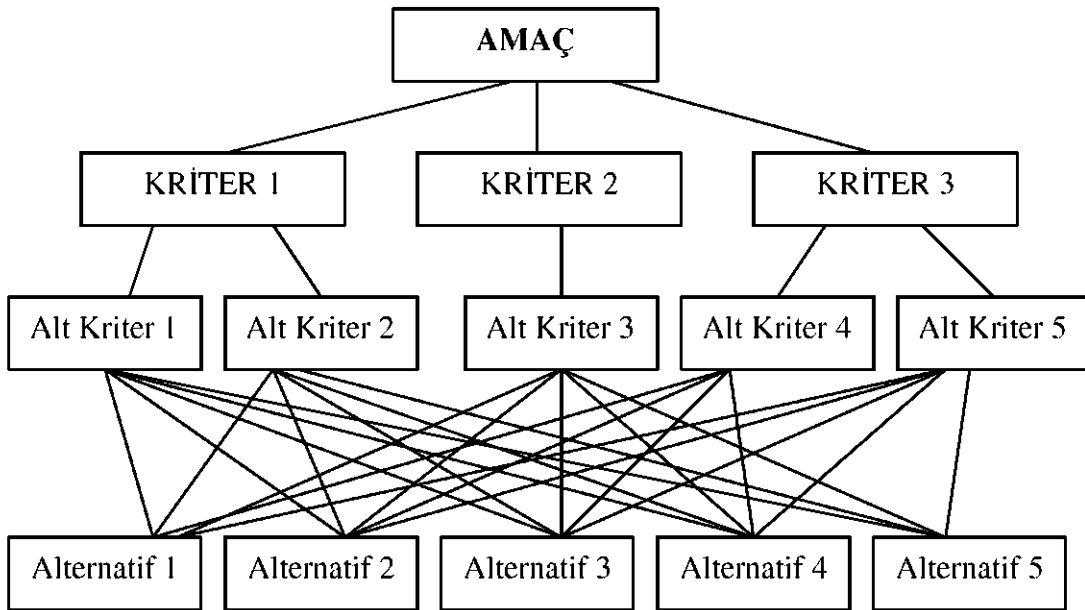 AMAÇ
KRİTER 1
KRİTER 2
KRİTER 3
Alt Kriter 1
Alt Kriter 2
Alt Kriter 3
Alt Kriter 4
Alt Kriter 5
Alternatif 1
Alternatif 2
Alternatif 3
Alternatif 4
Alternatif 5